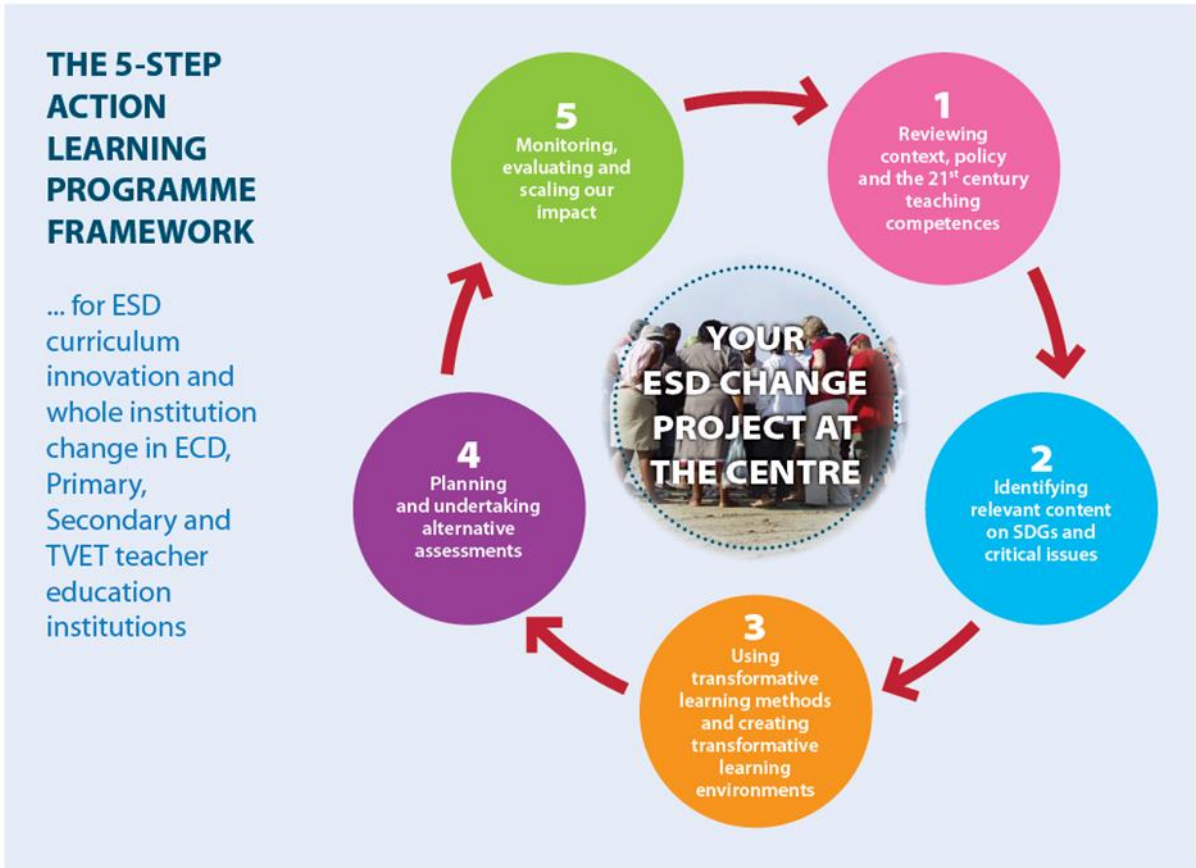 THE 5-STEP
ACTION
LEARNING
PROGRAMME
FRAMEWORK
... for ESD
curriculum
innovation and
whole institution
change in ECD,
Primary,
Secondary and
TVET teacher
education
institutions
1
Reviewing
context, policy
and the 21st century
teaching
competences
2
Identifying
relevant content
on SDGs and
critical issues
3
Using
transformative
learning methods
and creating
transformative
learning
environments
4
Planning
and undertaking
alternative
assessments
5
Monitoring,
evaluating and
scaling our
impact
YOUR
ESD CHANGE
PROJECT AT
THE CENTRE